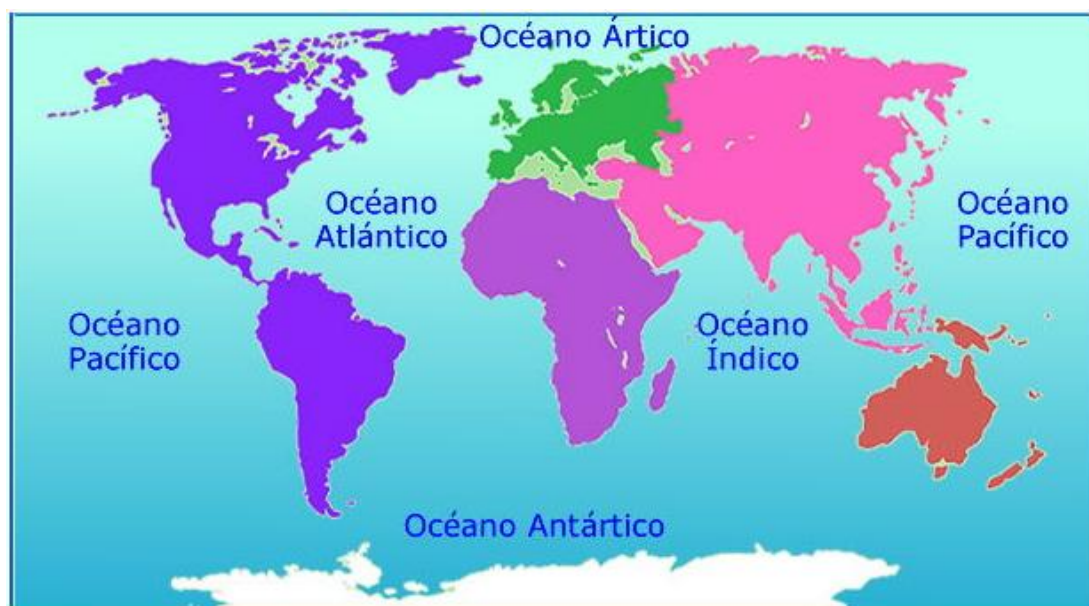 Océano Ártico
Océano
Atlántico
Océano
Pacífico
Océano
Pacífico
Océano
Índico
Océano Antártico